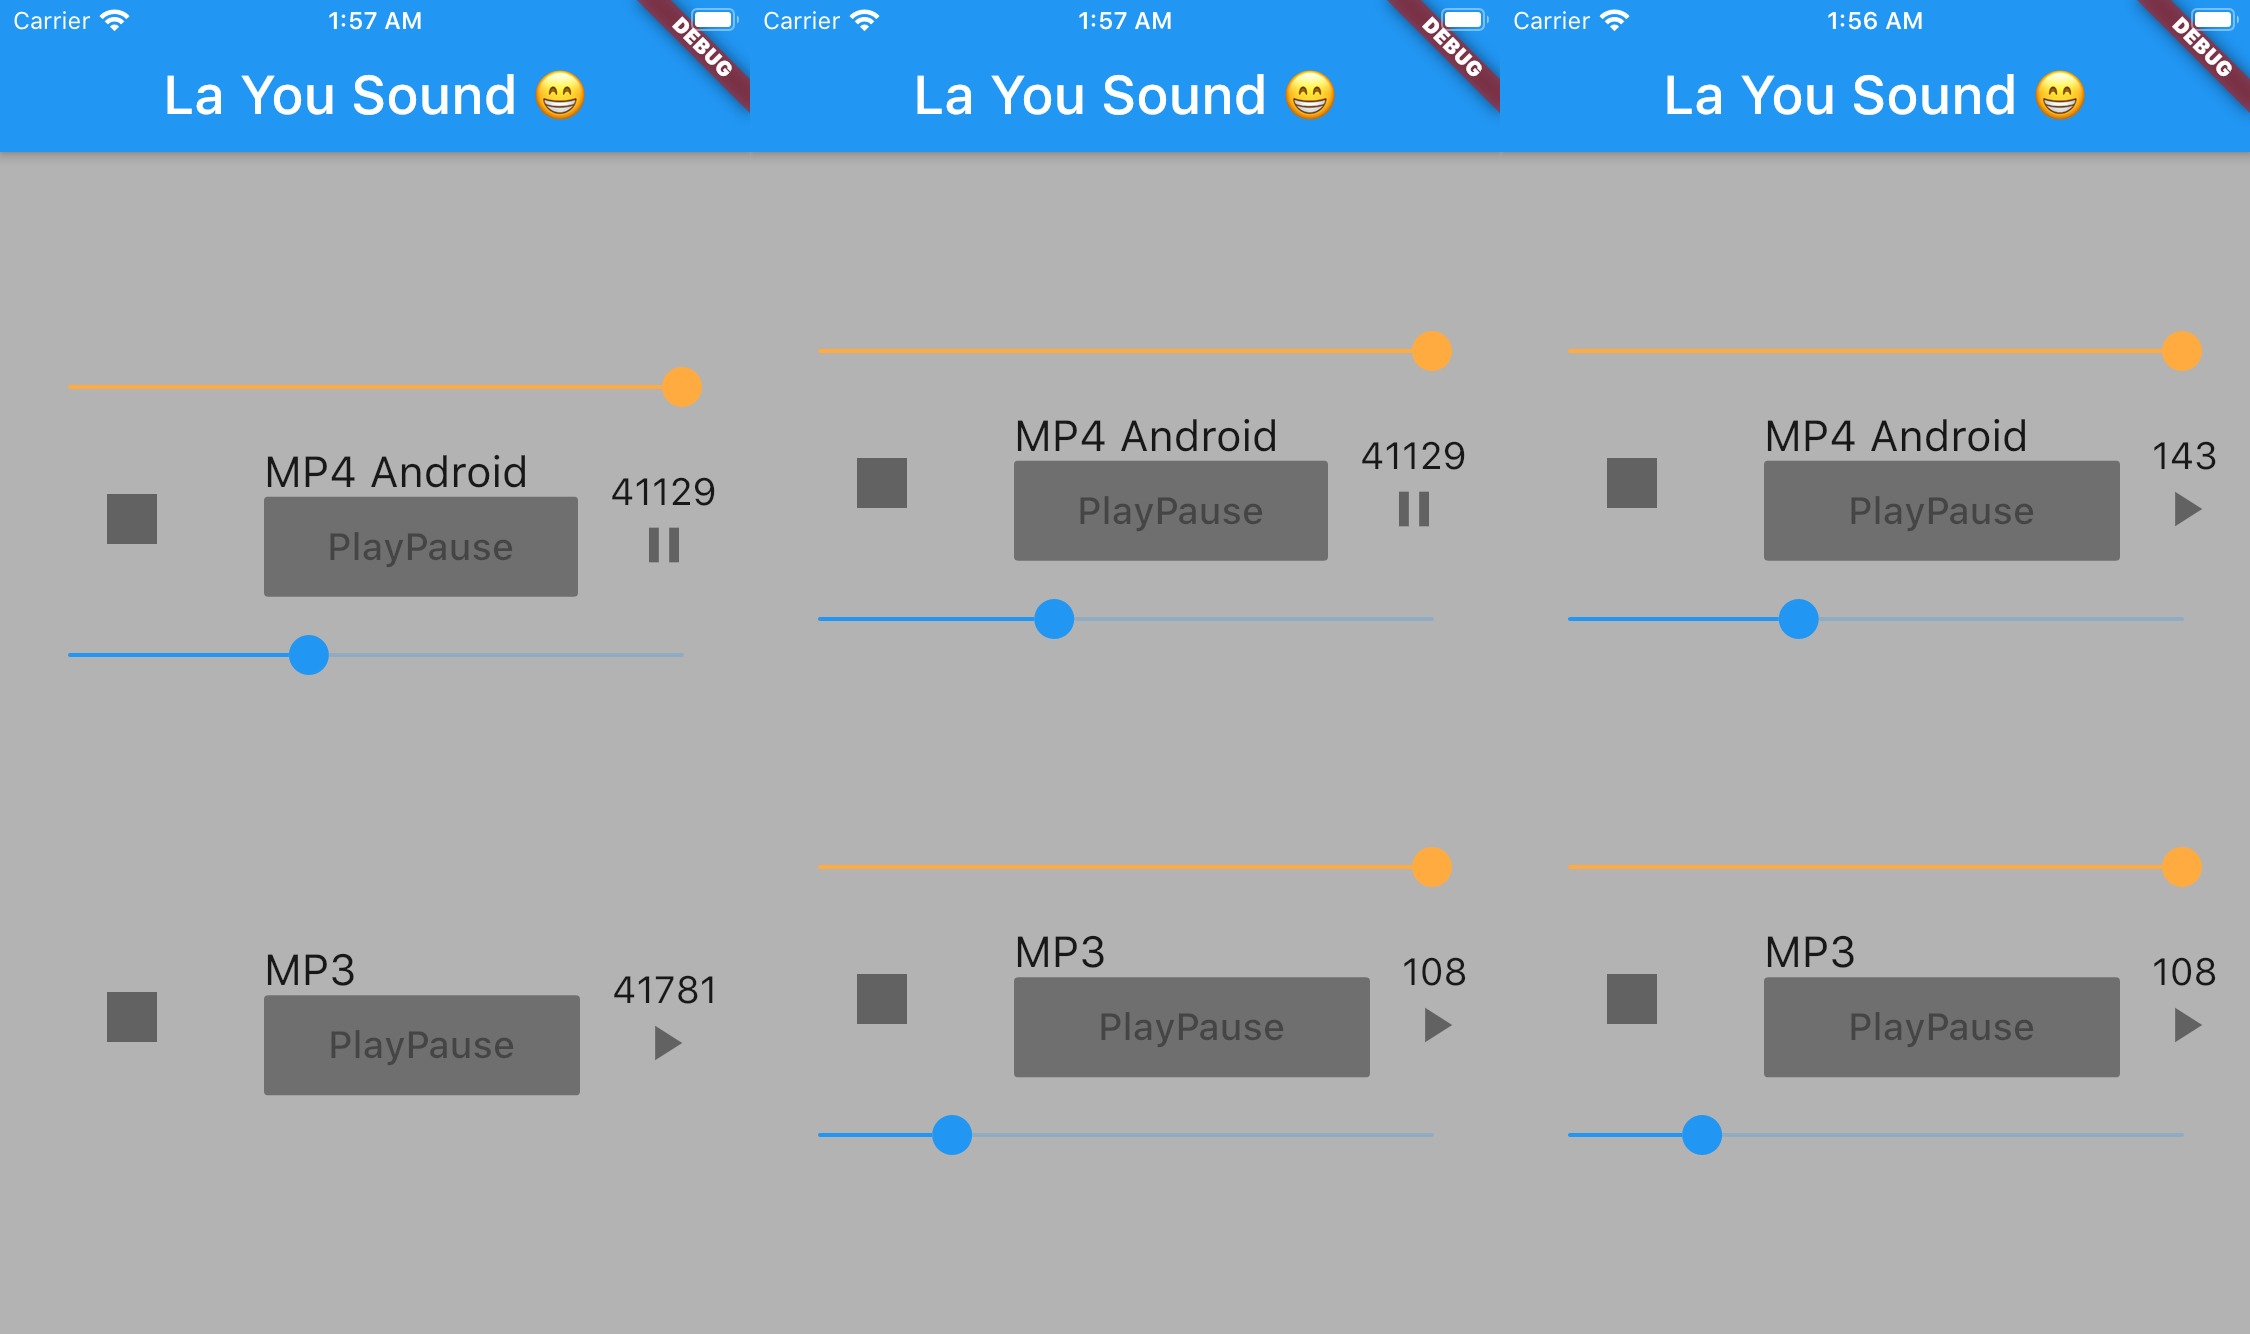 Carrier 1:57 AM
DEBUG
La You Sound 😁
MP4 Android
41129
PlayPause
MP3
41781
PlayPause
Carrier 1:57 AM
DEBUG
La You Sound 😁
MP4 Android
41129
PlayPause
MP3
108
PlayPause
Carrier 1:56 AM
DEBUG
La You Sound 😁
MP4 Android
143
PlayPause
MP3
108
PlayPause